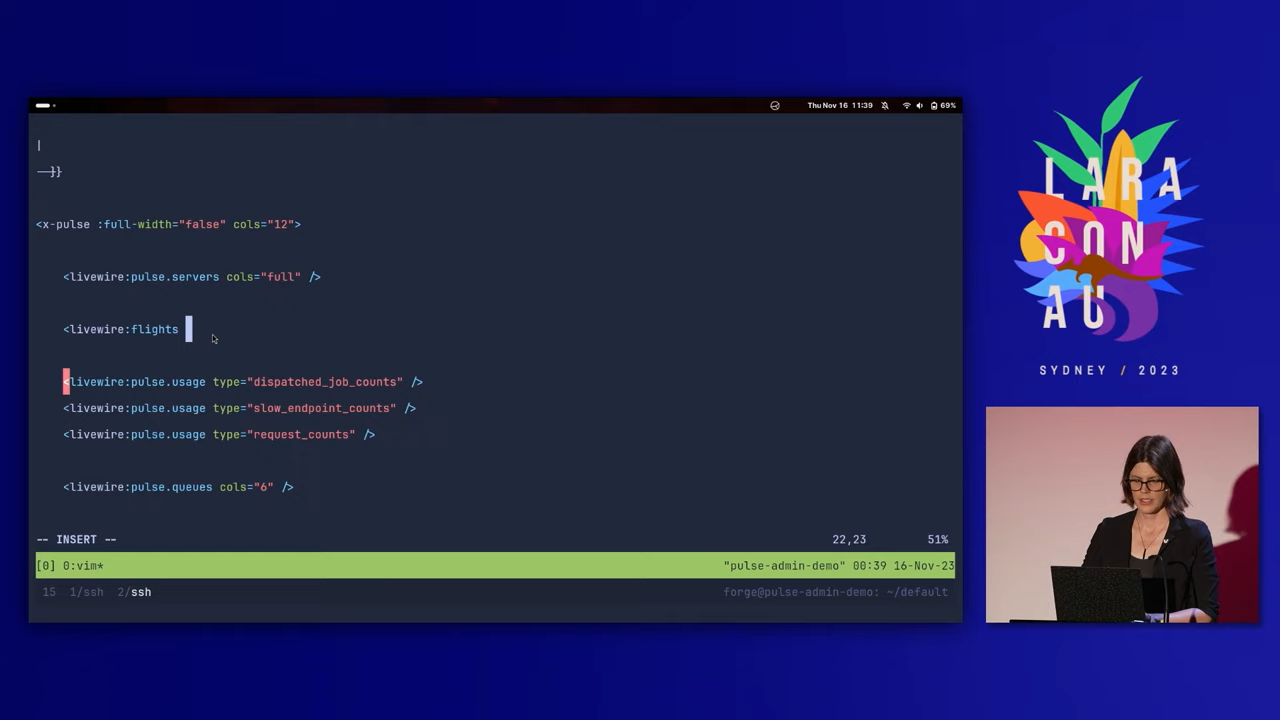 Thu Nov 16 11:39
69%
|
--}}
<x-pulse :full-width="false" cols="12">
<livewire:pulse.servers cols="full" />
<livewire:flights
<livewire:pulse.usage type="dispatched_job_counts" />
<livewire:pulse.usage type="slow_endpoint_counts" />
<livewire:pulse.usage type="request_counts" />
<livewire:pulse.queues cols="6" />
-- INSERT -- 22,23 51%
[0] 0:vim* "pulse-admin-demo" 00:39 16-Nov-23
15 1/ssh 2/ssh forge@pulse-admin-demo: ~/default
LARA
CON
AU
SYDNEY / 2023